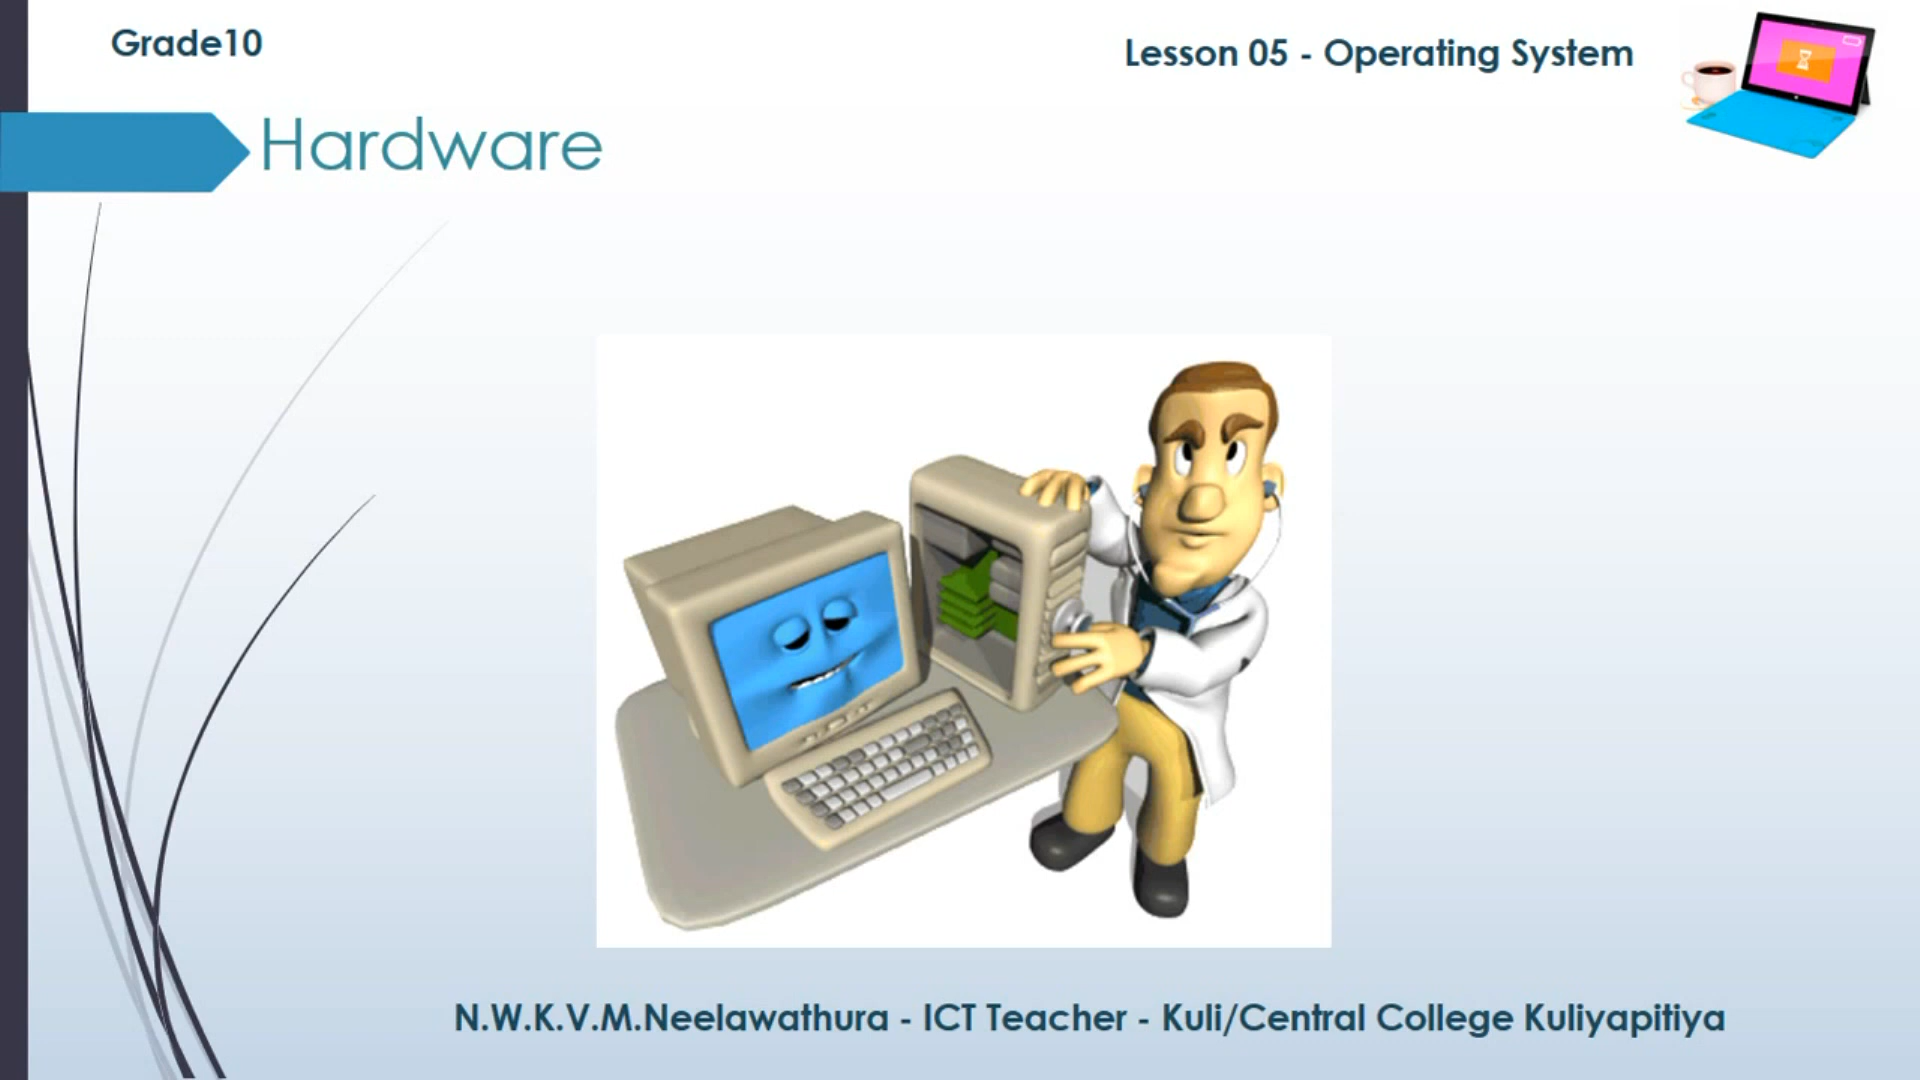 Grade10
Lesson 05 - Operating System
Hardware
N.W.K.V.M.Neelawathura - ICT Teacher - Kuli/Central College Kuliyapitiya